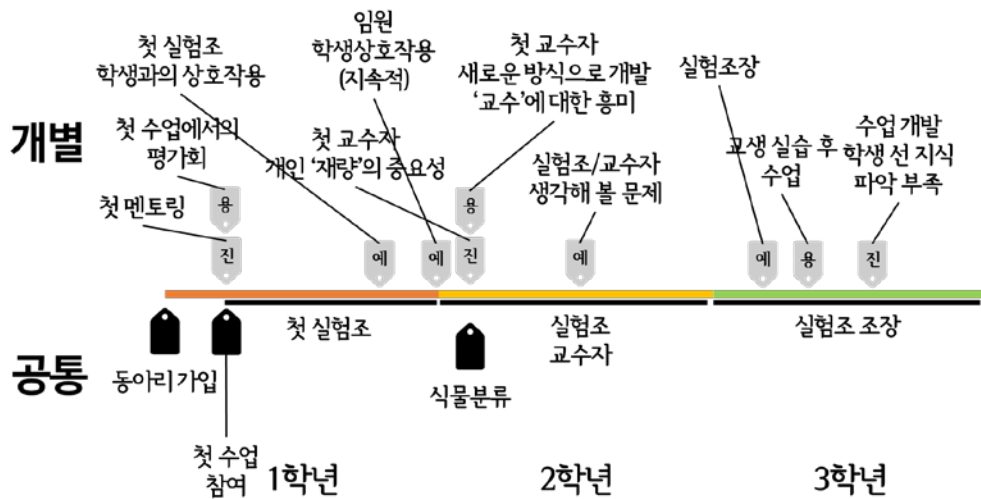 첫 실험조
학생과의 상호작용
임원
학생상호작용
(지속적)
첫 교수자
새로운 방식으로 개발
‘교수’에 대한 흥미
실험조장
개별
첫 수업에서의
평가회
첫 교수자
개인 ‘재량’의 중요성
실험조/교수자
생각해 볼 문제
교생 실습 후
수업
수업 개발
학생 선 지식
파악 부족
첫 멘토링
용
진
예
예
용
진
예
예
용
진
첫 실험조
실험조
교수자
실험조 조장
공통
동아리 가입
식물분류
첫 수업
참여
1학년
2학년
3학년